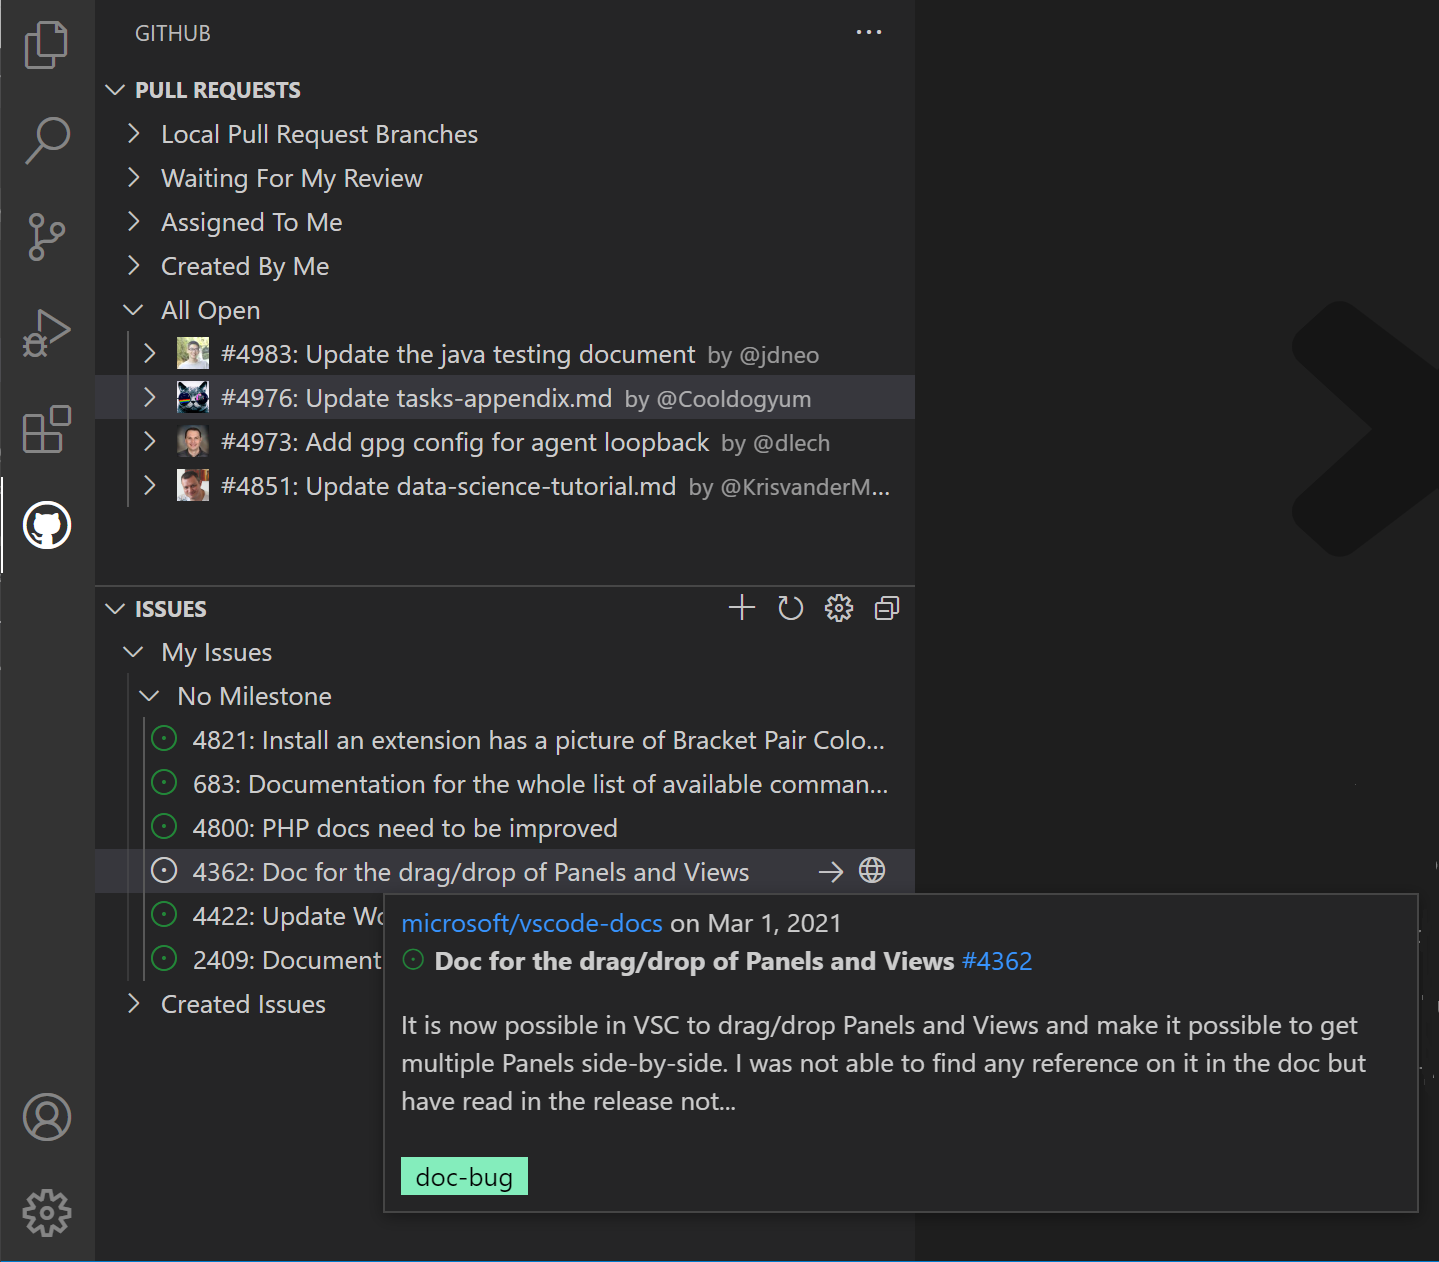 GITHUB
PULL REQUESTS
Local Pull Request Branches
Waiting For My Review
Assigned To Me
Created By Me
All Open
#4983: Update the java testing document by @jdneo
#4976: Update tasks-appendix.md by @Cooldogyum
#4973: Add gpg config for agent loopback by @dlech
#4851: Update data-science-tutorial.md by @KrisvanderM...
ISSUES
My Issues
No Milestone
4821: Install an extension has a picture of Bracket Pair Colo...
683: Documentation for the whole list of available comman...
4800: PHP docs need to be improved
4362: Doc for the drag/drop of Panels and Views
4422: Update
2409: Document
Created Issues
microsoft/vscode-docs on Mar 1, 2021
Doc for the drag/drop of Panels and Views #4362
It is now possible in VSC to drag/drop Panels and Views and make it possible to get
multiple Panels side-by-side. I was not able to find any reference on it in the doc but
have read in the release not...
doc-bug